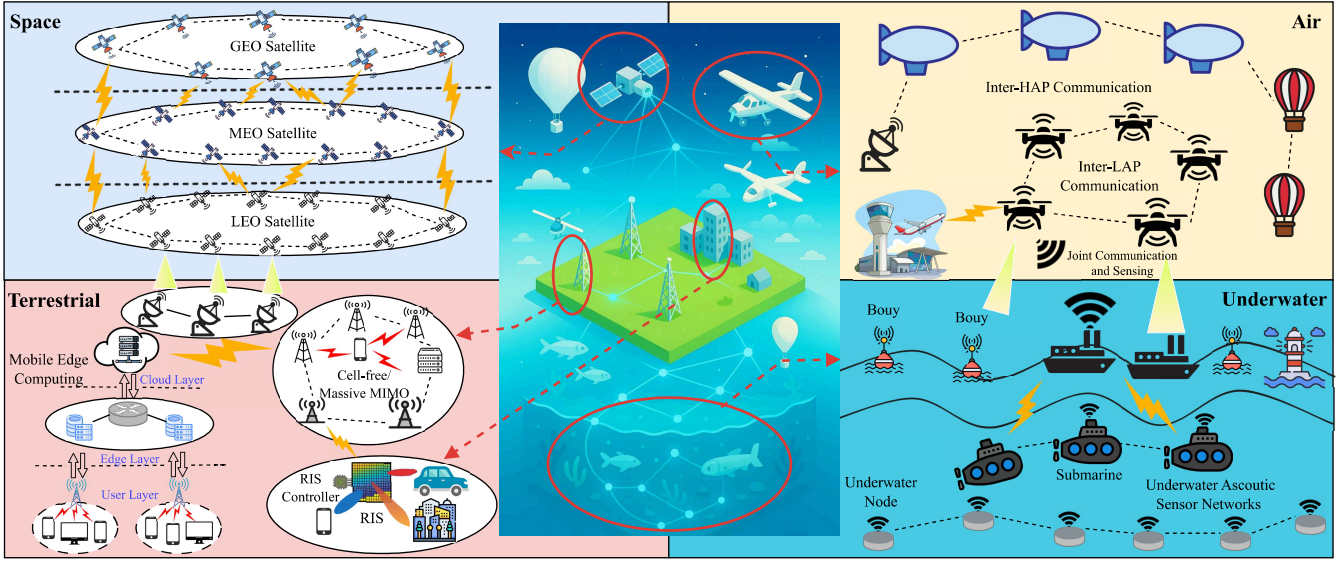 Space
GEO Satellite
MEO Satellite
LEO Satellite
Air
Inter-HAP Communication
Inter-LAP
Communication
Joint Communication
and Sensing
Terrestrial
Mobile Edge
Computing
Cloud Layer
Edge Layer
User Layer
Cell-free/
Massive MIMO
RIS
Controller
RIS
Underwater
Bouy
Bouy
Submarine
Underwater
Node
Underwater Ascoutic
Sensor Networks